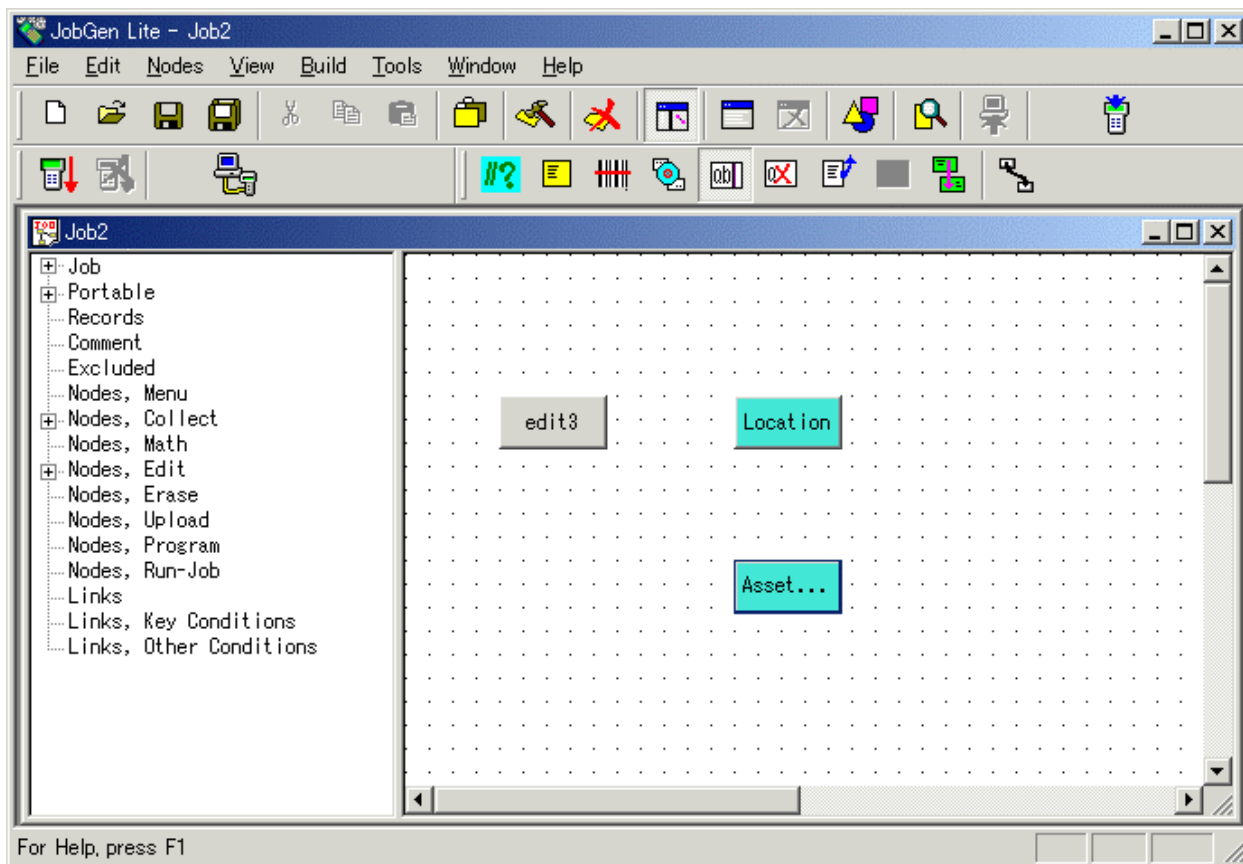 JobGen Lite - Job2
File Edit Nodes View Build Tools Window Help
//? ab
Job2
Job
Portable
Records
Comment
Excluded
Nodes, Menu
Nodes, Collect
Nodes, Math
Nodes, Edit
Nodes, Erase
Nodes, Upload
Nodes, Program
Nodes, Run-Job
Links
Links, Key Conditions
Links, Other Conditions
edit3 Location
Asset...
For Help, press F1